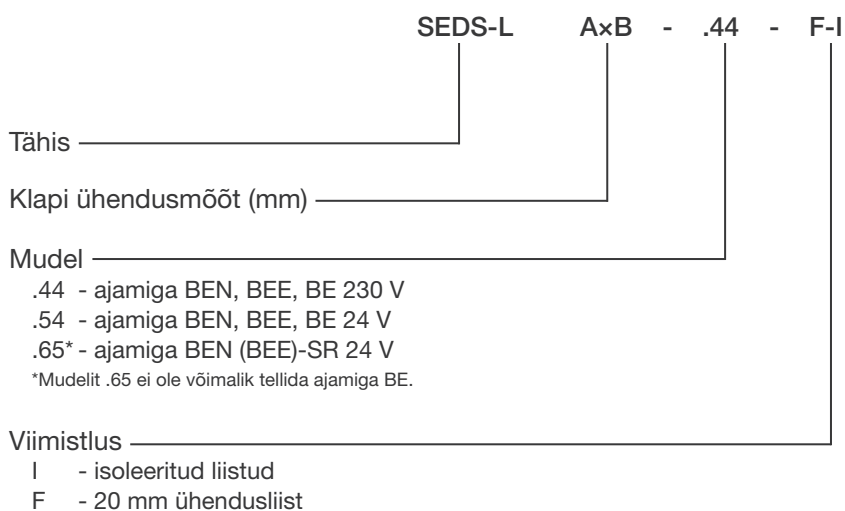 SEDS-L A×B - .44 - F-I
Tähis
Klapi ühendusmõõt (mm)
Mudel
.44 - ajamiga BEN, BEE, BE 230 V
.54 - ajamiga BEN, BEE, BE 24 V
.65* - ajamiga BEN (BEE)-SR 24 V
*Mudelit .65 ei ole võimalik tellida ajamiga BE.
Viimistlus
I - isoleeritud liistud
F - 20 mm ühendusliist